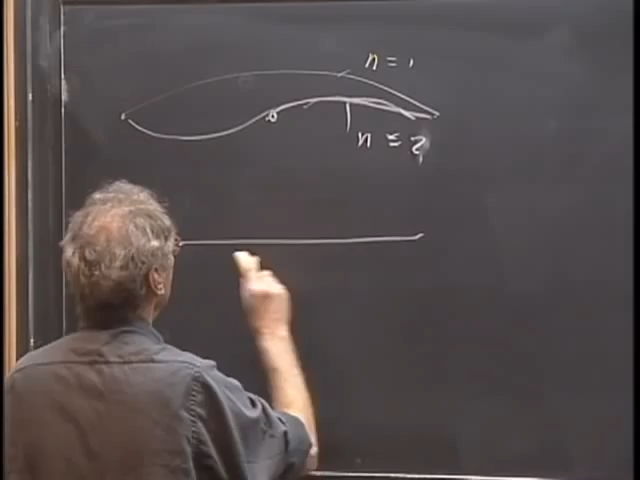 n = 1
n = 2